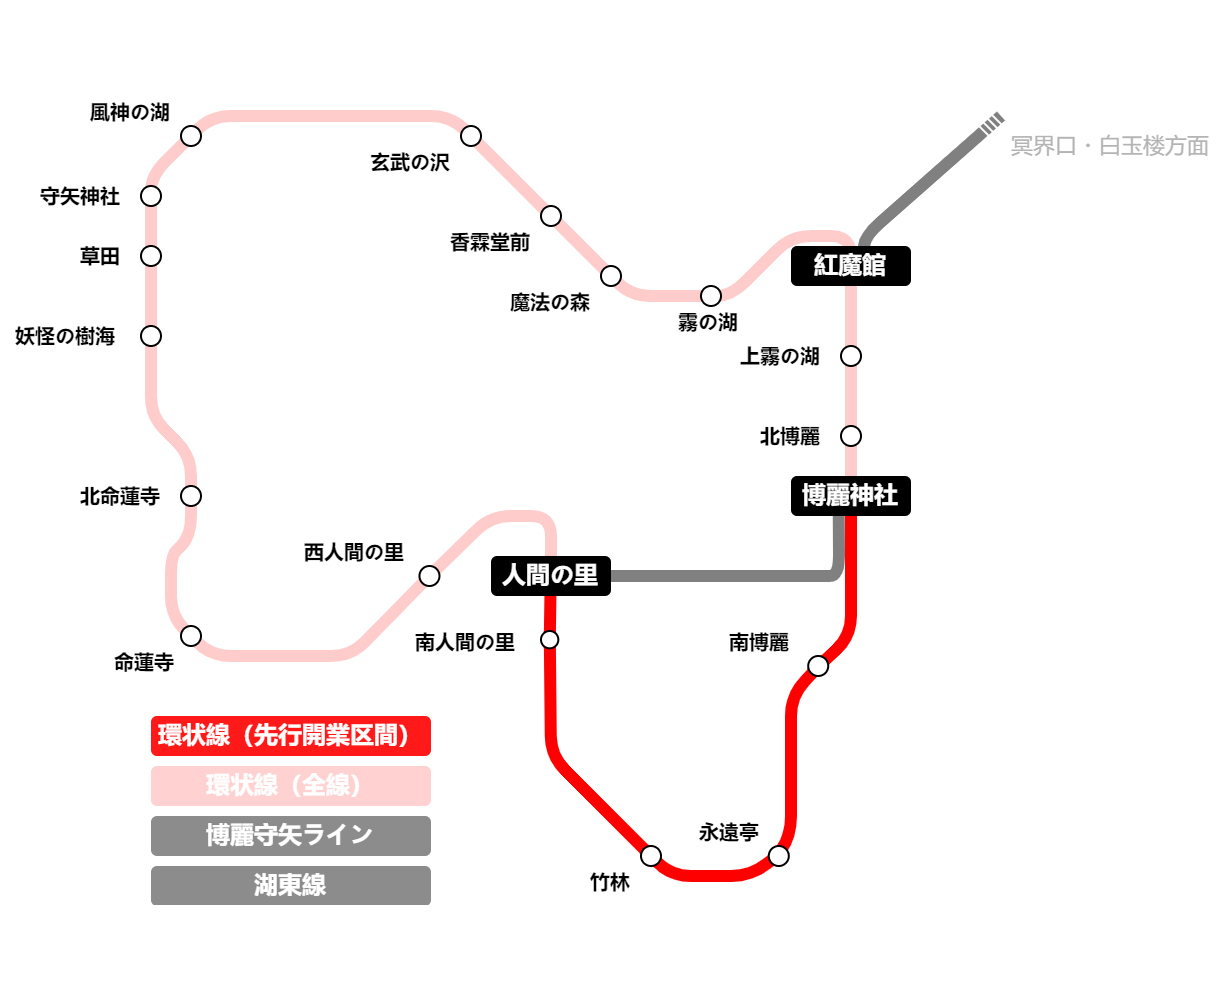 風神の湖
玄武の沢
冥界口・白玉楼方面
守矢神社
香霖堂前
草田
紅魔館
魔法の森
霧の湖
妖怪の樹海
上霧の湖
北博麗
北命蓮寺
博麗神社
西人間の里
人間の里
南人間の里
南博麗
命蓮寺
環状線（先行開業区間）
環状線（全線）
博麗守矢ライン
永遠亭
湖東線
竹林